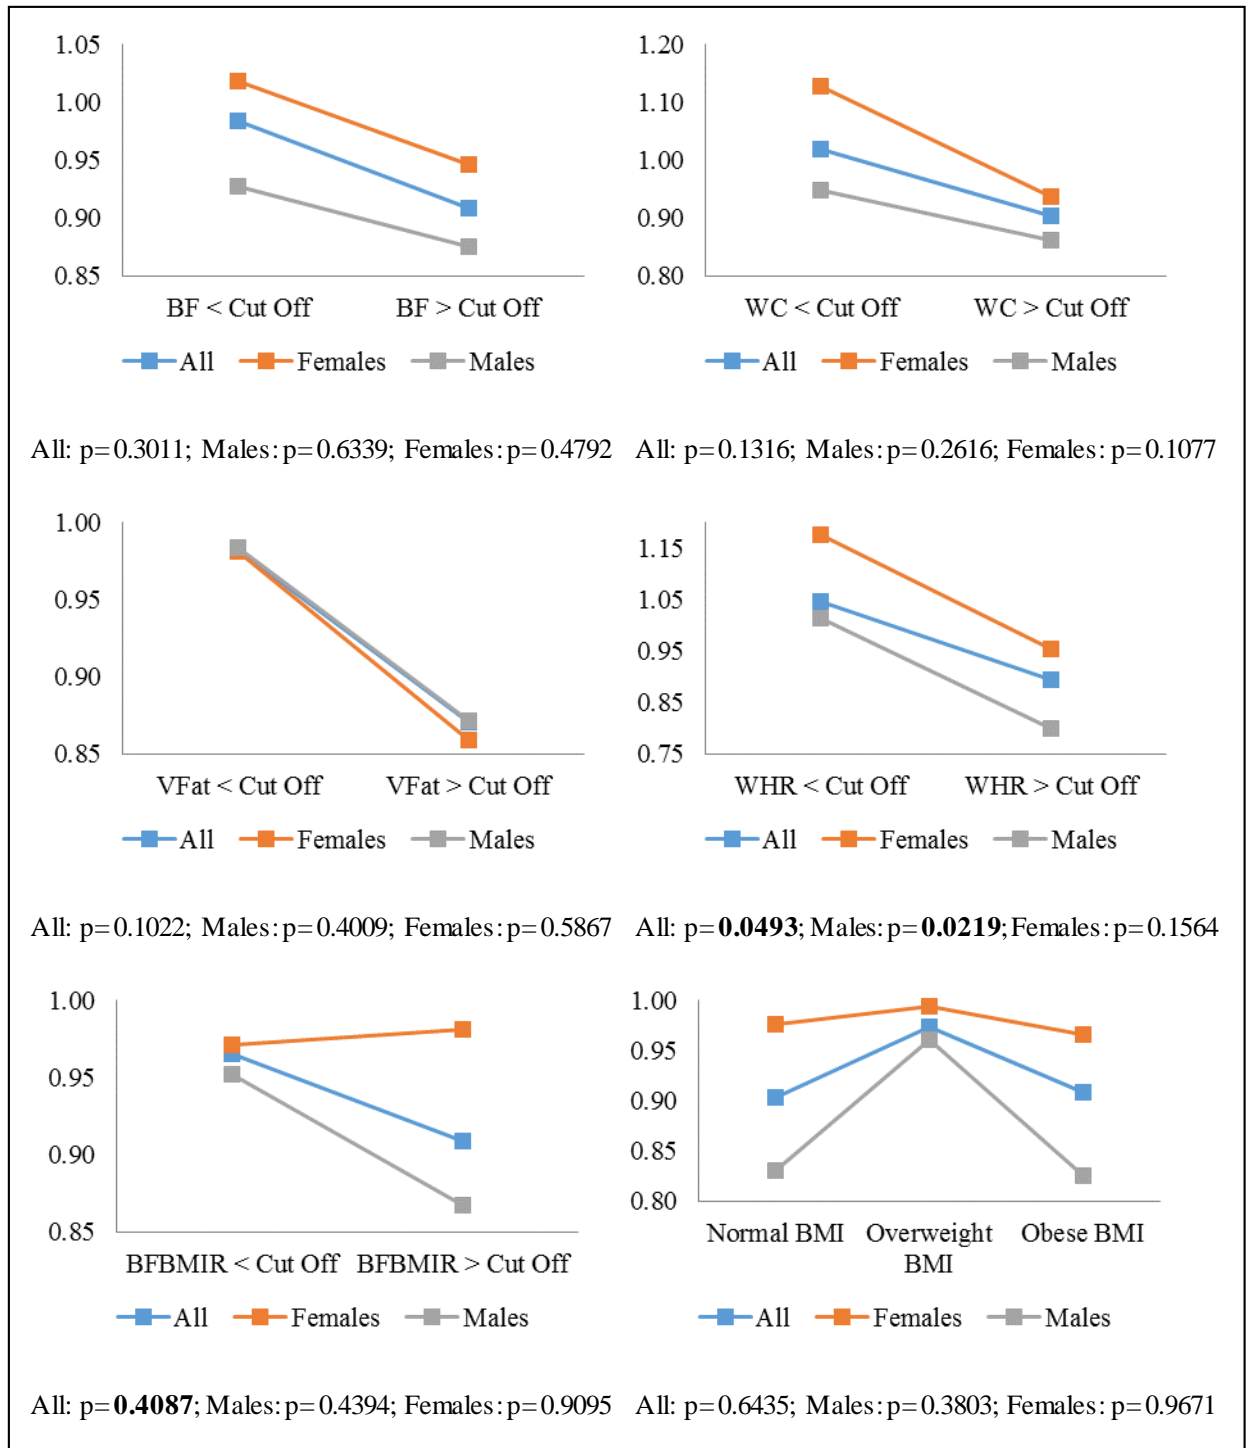 1.05
1.00
0.95
0.90
0.85
BF < Cut Off BF > Cut Off
All Females Males
All: p=0.3011; Males: p=0.6339; Females: p=0.4792
1.20
1.10
1.00
0.90
0.80
WC < Cut Off WC > Cut Off
All Females Males
All: p=0.1316; Males: p=0.2616; Females: p=0.1077
1.00
0.95
0.90
0.85
VFat < Cut Off VFat > Cut Off
All Females Males
All: p=0.1022; Males: p=0.4009; Females: p=0.5867
1.15
1.05
0.95
0.85
0.75
WHR < Cut Off WHR > Cut Off
All Females Males
All: p=0.0493; Males: p=0.0219; Females: p=0.1564
1.00
0.95
0.90
0.85
BFBMIR < Cut Off BFBMIR > Cut Off
All Females Males
All: p=0.4087; Males: p=0.4394; Females: p=0.9095
1.00
0.95
0.90
0.85
0.80
Normal BMI Overweight Obese BMI
BMI
All Females Males
All: p=0.6435; Males: p=0.3803; Females: p=0.9671